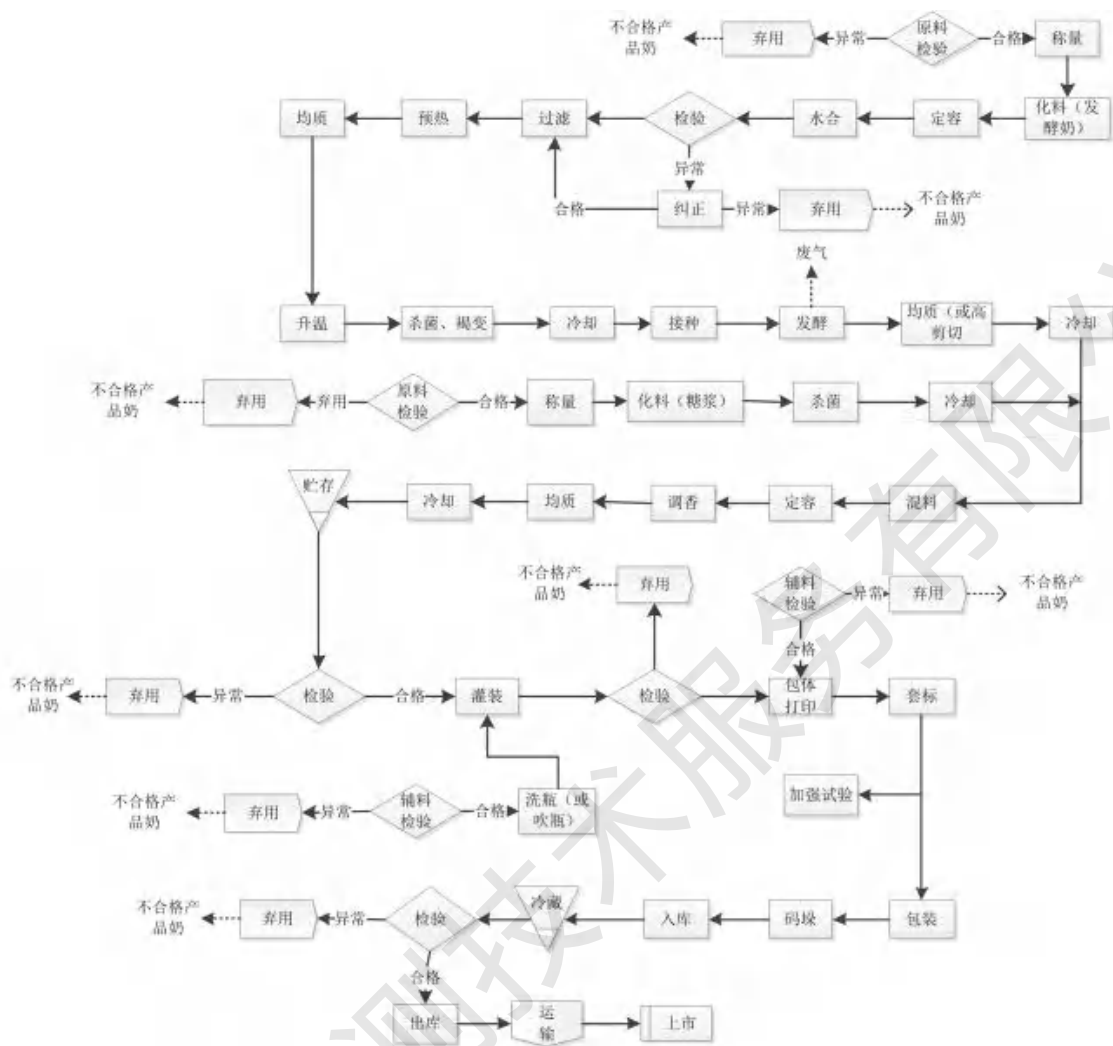 不合格产
品奶
弃用
异常
原料
检验
合格
称量
均质
预热
过滤
检验
水合
定容
化料（发
酵奶）
异常
合格
纠正
异常
弃用
不合格产
品奶
废气
升温
杀菌、褐变
冷却
接种
发酵
均质（或高
剪切
冷却
不合格产
品奶
弃用
弃用
原料
检验
合格
称量
化料（糖浆）
杀菌
冷却
贮存
冷却
均质
调香
定容
混料
不合格产
品奶
弃用
辅料
检验
异常
弃用
不合格产
品奶
合格
不合格产
品奶
弃用
异常
检验
合格
灌装
检验
包体
打印
套标
加强试验
不合格产
品奶
弃用
异常
辅料
检验
合格
洗瓶（或
吹瓶）
不合格产
品奶
弃用
异常
检验
冷藏
入库
码垛
包装
合格
出库
运
输
上市
测技术服务有限公